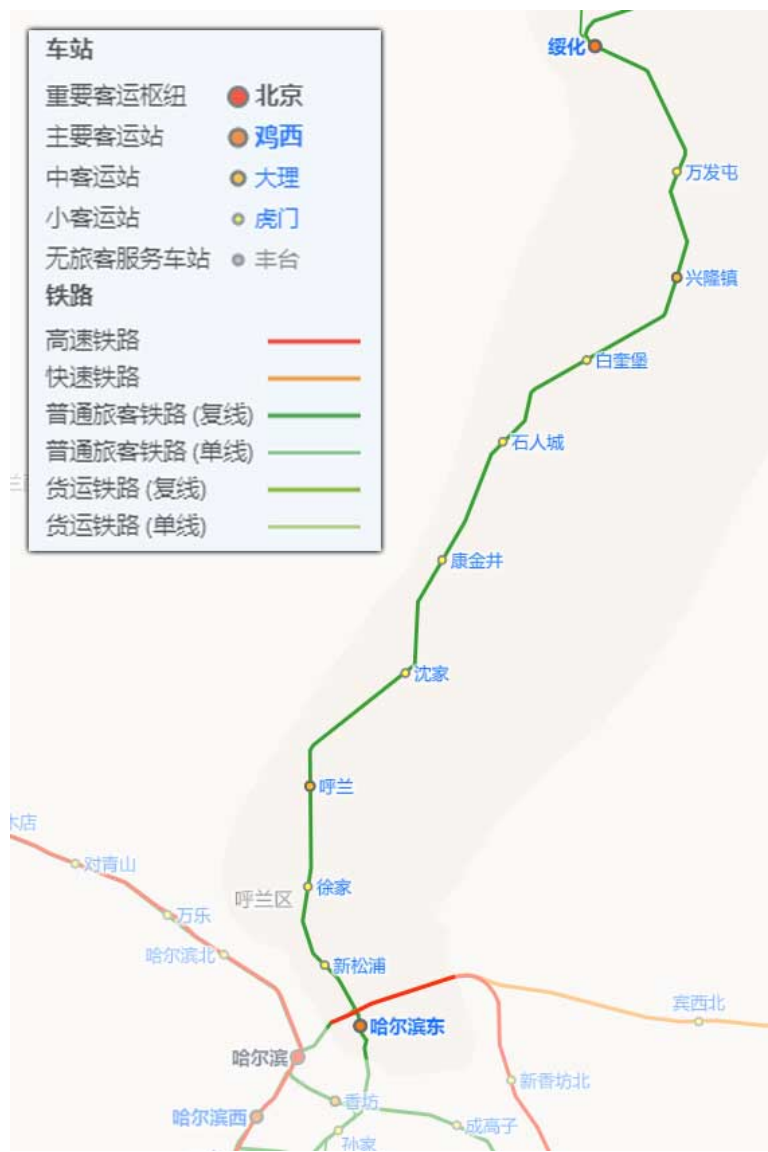 车站
重要客运枢纽 北京
主要客运站 鸡西
中客运站 大理
小客运站 虎门
无旅客服务车站 丰台
铁路
高速铁路
快速铁路
普通旅客铁路 (复线)
普通旅客铁路 (单线)
货运铁路 (复线)
货运铁路 (单线)
绥化
万发屯
兴隆镇
白奎堡
石人城
康金井
沈家
呼兰
店
对青山
徐家
呼兰区
万乐
哈尔滨北
新松浦
宾西北
哈尔滨东
哈尔滨
新香坊北
香坊
哈尔滨西
成高子
孙家